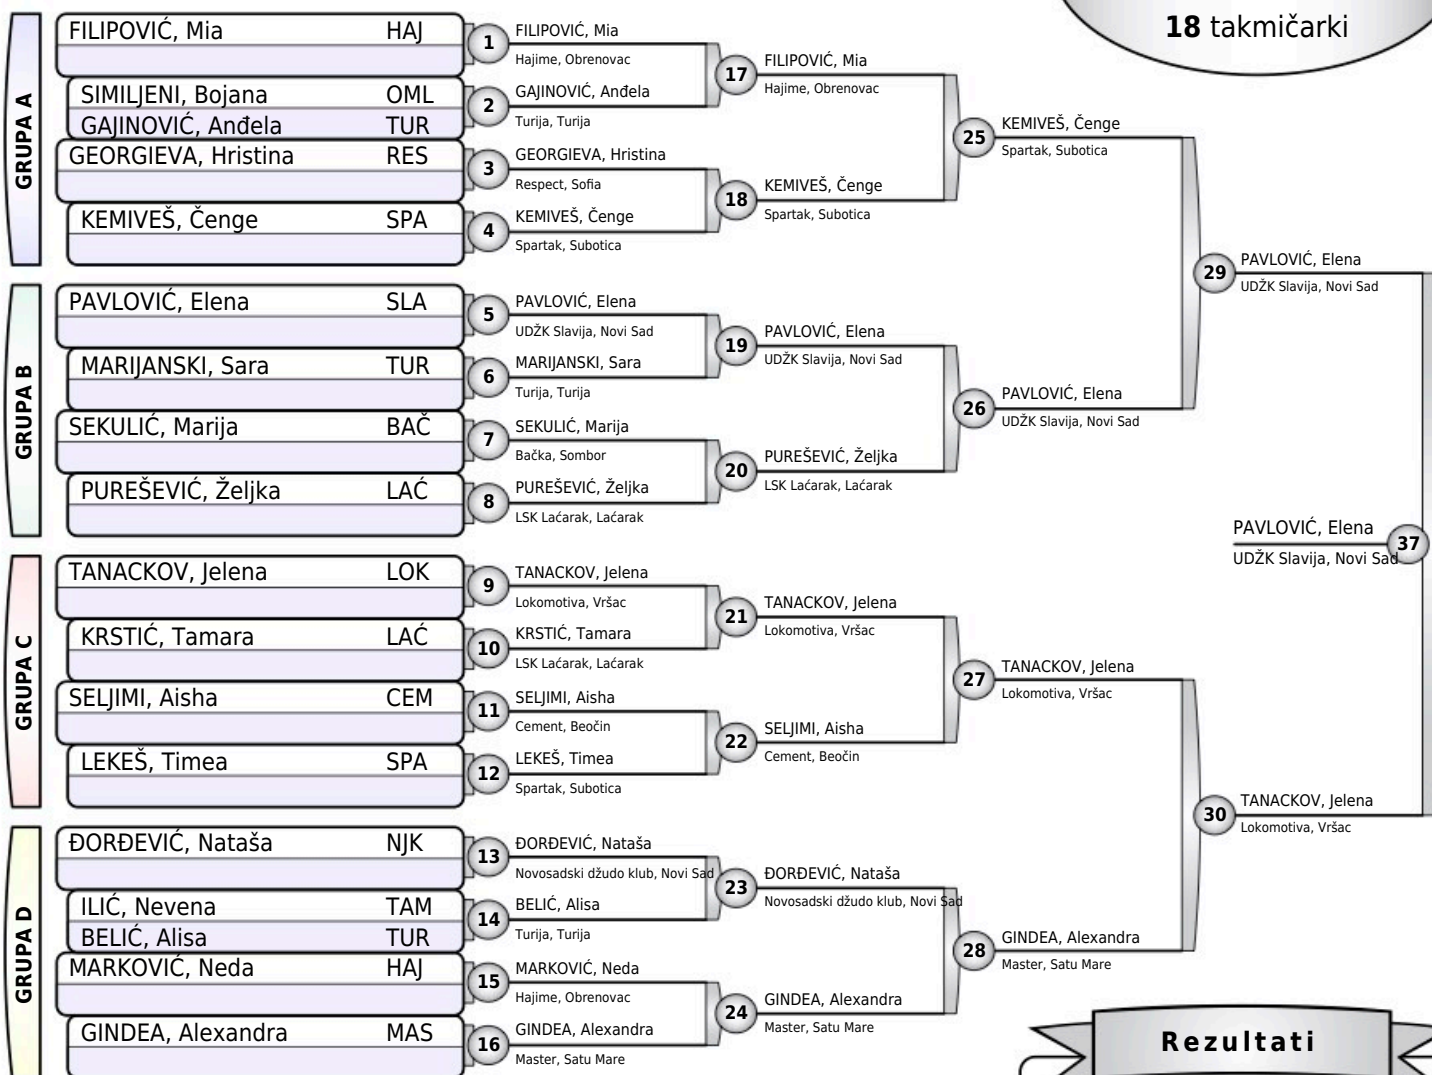 18 takmičarki
GRUPA A
FILIPOVIĆ, Mia HAJ
SIMILJENI, Bojana OML
GAJINOVIĆ, Anđela TUR
GEORGIEVA, Hristina RES
KEMIVEŠ, Čenge SPA
GRUPA B
PAVLOVIĆ, Elena SLA
MARIJANSKI, Sara TUR
SEKULIĆ, Marija BAČ
PUREŠEVIĆ, Željka LAĆ
GRUPA C
TANACKOV, Jelena LOK
KRSTIĆ, Tamara LAĆ
SELJIMI, Aisha CEM
LEKEŠ, Timea SPA
GRUPA D
ĐORĐEVIĆ, Nataša NJK
ILIĆ, Nevena TAM
BELIĆ, Alisa TUR
MARKOVIĆ, Neda HAJ
GINDEA, Alexandra MAS
1 FILIPOVIĆ, Mia
Hajime, Obrenovac
2 GAJINOVIĆ, Anđela
Turija, Turija
3 GEORGIEVA, Hristina
Respect, Sofia
4 KEMIVEŠ, Čenge
Spartak, Subotica
5 PAVLOVIĆ, Elena
UDŽK Slavija, Novi Sad
6 MARIJANSKI, Sara
Turija, Turija
7 SEKULIĆ, Marija
Bačka, Sombor
8 PUREŠEVIĆ, Željka
LSK Laćarak, Laćarak
9 TANACKOV, Jelena
Lokomotiva, Vršac
10 KRSTIĆ, Tamara
LSK Laćarak, Laćarak
11 SELJIMI, Aisha
Cement, Beočin
12 LEKEŠ, Timea
Spartak, Subotica
13 ĐORĐEVIĆ, Nataša
Novosadski džudo klub, Novi Sad
14 BELIĆ, Alisa
Turija, Turija
15 MARKOVIĆ, Neda
Hajime, Obrenovac
16 GINDEA, Alexandra
Master, Satu Mare
17 FILIPOVIĆ, Mia
Hajime, Obrenovac
18 KEMIVEŠ, Čenge
Spartak, Subotica
19 PAVLOVIĆ, Elena
UDŽK Slavija, Novi Sad
20 PUREŠEVIĆ, Željka
LSK Laćarak, Laćarak
21 TANACKOV, Jelena
Lokomotiva, Vršac
22 SELJIMI, Aisha
Cement, Beočin
23 ĐORĐEVIĆ, Nataša
Novosadski džudo klub, Novi Sad
24 GINDEA, Alexandra
Master, Satu Mare
25 KEMIVEŠ, Čenge
Spartak, Subotica
26 PAVLOVIĆ, Elena
UDŽK Slavija, Novi Sad
27 TANACKOV, Jelena
Lokomotiva, Vršac
28 GINDEA, Alexandra
Master, Satu Mare
29 PAVLOVIĆ, Elena
UDŽK Slavija, Novi Sad
30 TANACKOV, Jelena
Lokomotiva, Vršac
PAVLOVIĆ, Elena 37
UDŽK Slavija, Novi Sad
Rezultati